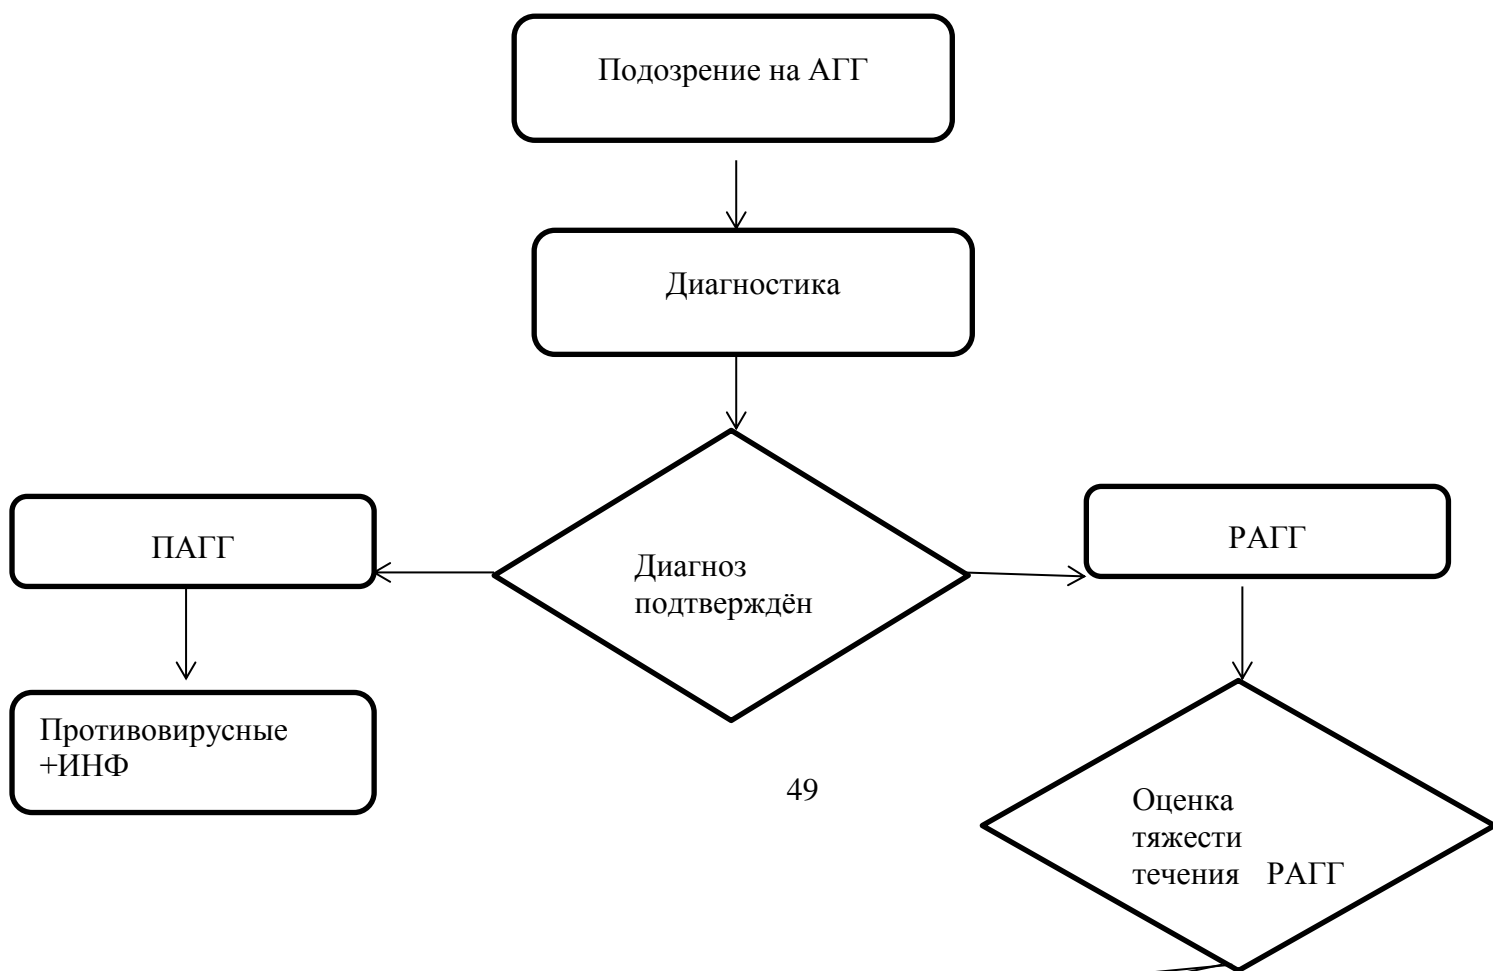 Подозрение на АГГ
Диагностика
ПАГГ
Диагноз
подтверждён
РАГГ
Противовирусные
+ИНФ
49
Оценка
тяжести
течения РАГГ